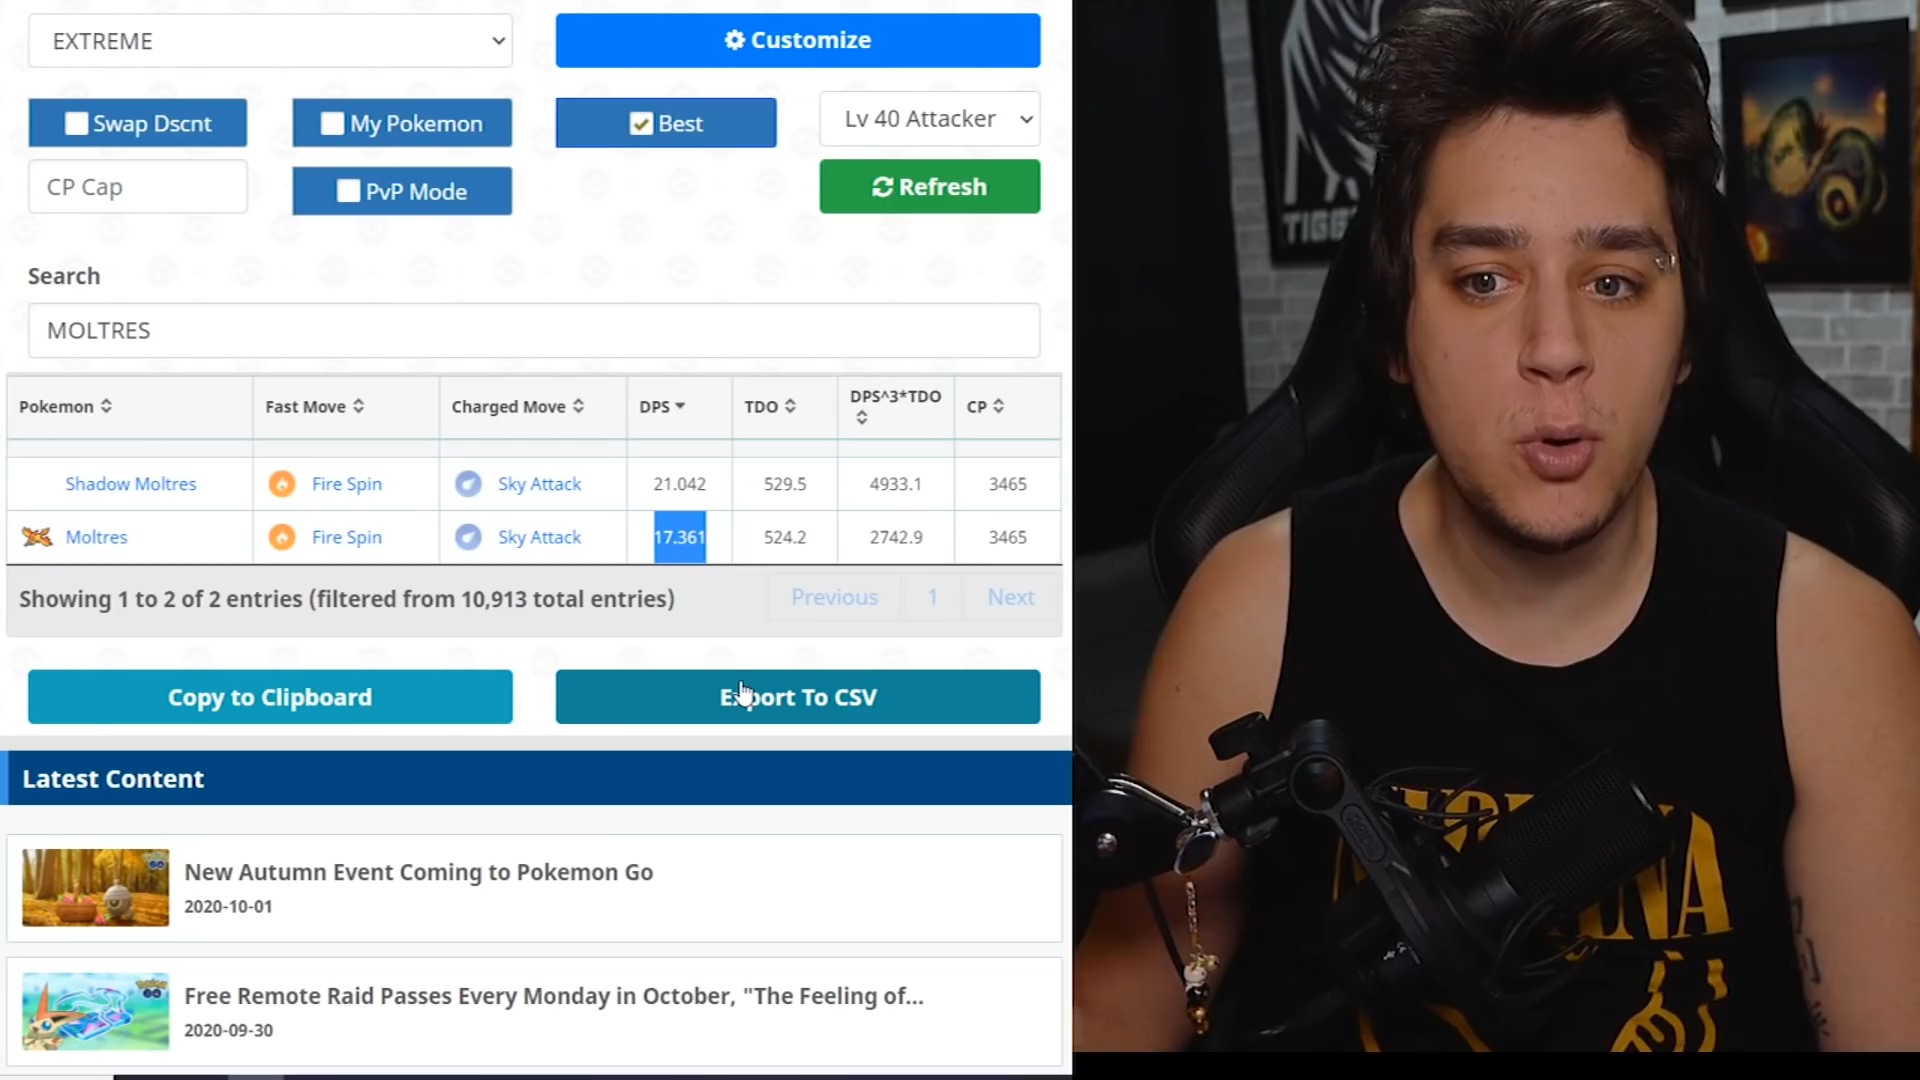 EXTREME
Customize
Swap Dscnt
My Pokemon
Best
Lv 40 Attacker
CP Cap
PvP Mode
Refresh
Search
MOLTRES
Pokemon Fast Move Charged Move DPS TDO DPS^3*TDO CP
Shadow Moltres Fire Spin Sky Attack 21.042 529.5 4933.1 3465
Moltres Fire Spin Sky Attack 17.361 524.2 2742.9 3465
Showing 1 to 2 of 2 entries (filtered from 10,913 total entries)
Previous 1 Next
Copy to Clipboard
Export To CSV
Latest Content
New Autumn Event Coming to Pokemon Go
2020-10-01
Free Remote Raid Passes Every Monday in October, "The Feeling of...
2020-09-30